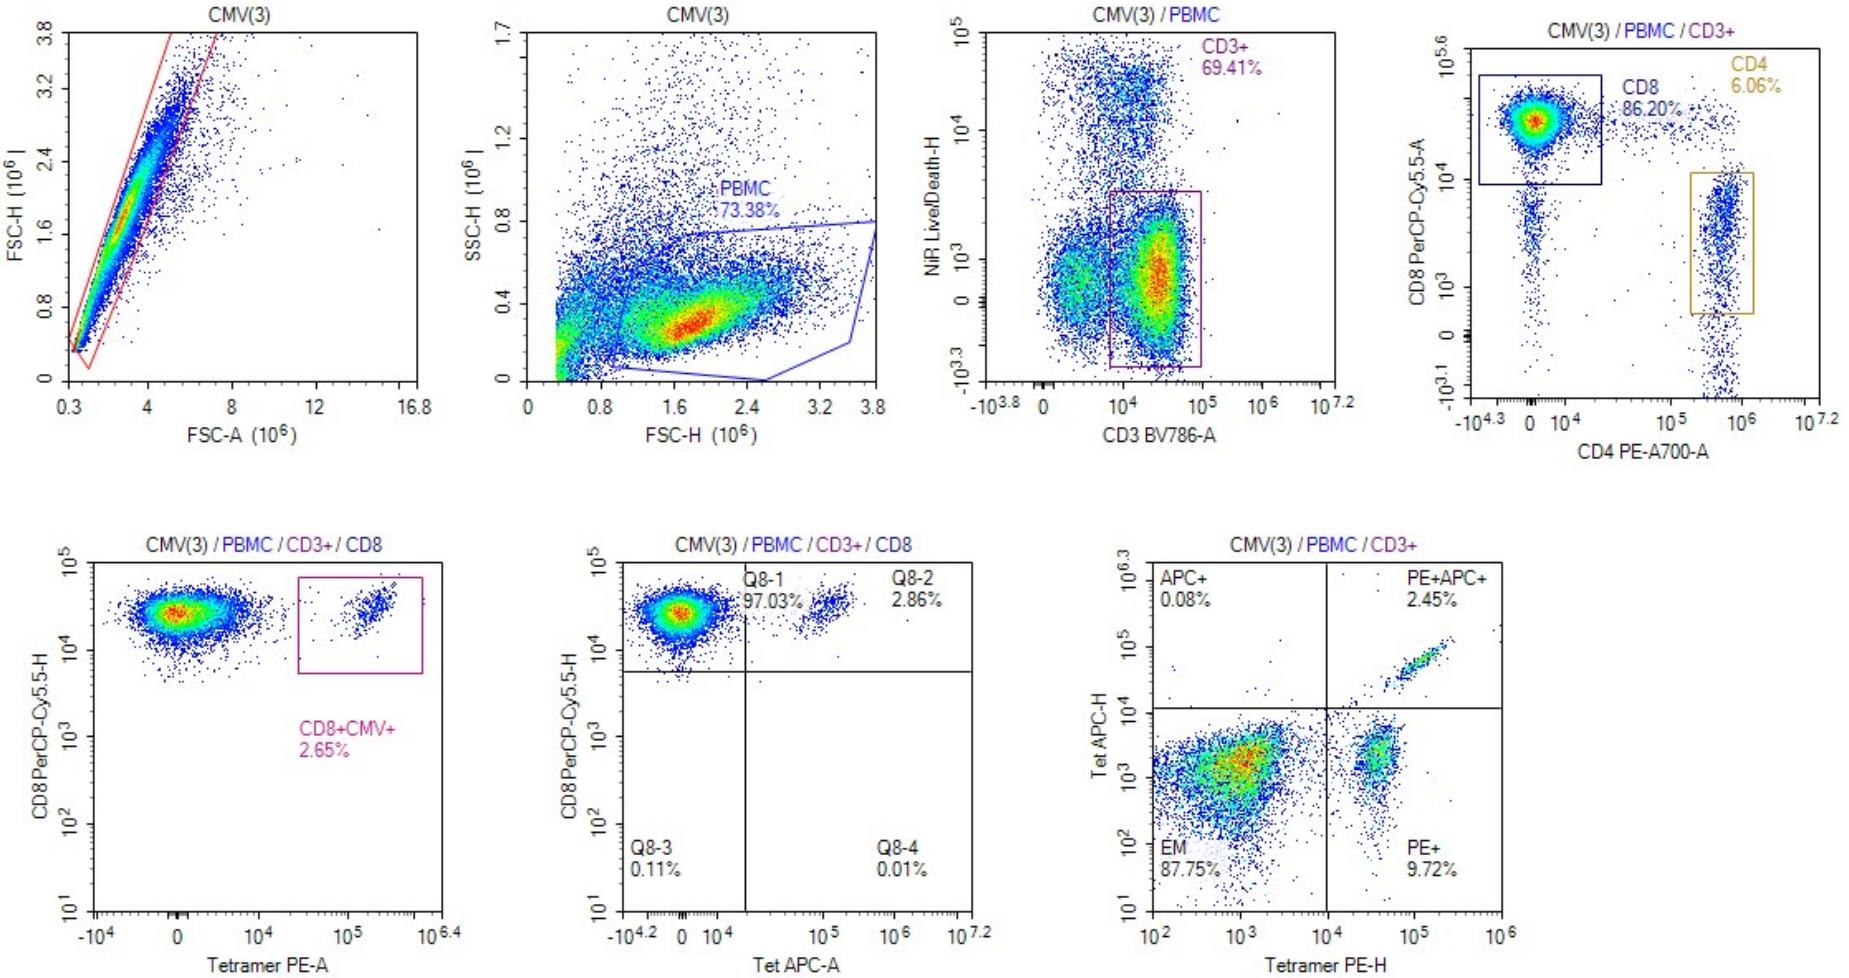 CMV(3)
3.8
3.2
2.4
1.6
0.8
0
FSC-H (10^6 |
0.3 4 8 12 16.8
FSC-A (10^6)
CMV(3)
1.7
1.2
0.8
0.4
0
SSC-H (10^6 |
PBMC
73.38%
0 0.8 1.6 2.4 3.2 3.8
FSC-H (10^6)
CMV(3) / PBMC
CD3+
69.41%
10^5
10^4
10^3
0
-10^3.3
NiR Live/Death-H
-10^3.8 0 10^4 10^5 10^6 10^7.2
CD3 BV786-A
CMV(3) / PBMC / CD3+
CD8
86.20%
CD4
6.06%
10^5.6
10^4
10^3
0
-10^3.1
CD8 PerCP-Cy5.5-A
-10^4.3 0 10^4 10^5 10^6 10^7.2
CD4 PE-A700-A
CMV(3) / PBMC / CD3+ / CD8
10^5
10^4
10^3
10^2
10^1
CD8 PerCP-Cy5.5-H
CD8+CMV+
2.65%
-10^4 0 10^4 10^5 10^6.4
Tetramer PE-A
CMV(3) / PBMC / CD3+ / CD8
10^5
10^4
10^3
10^2
10^1
CD8 PerCP-Cy5.5-H
Q8-1
97.03%
Q8-2
2.86%
Q8-3
0.11%
Q8-4
0.01%
-10^4.2 0 10^4 10^5 10^6 10^7.2
Tet APC-A
CMV(3) / PBMC / CD3+
10^6.3
10^5
10^4
10^3
10^2
10^1
Tet APC-H
APC+
0.08%
PE+APC+
2.45%
EM
87.75%
PE+
9.72%
10^2 10^3 10^4 10^5 10^6
Tetramer PE-H